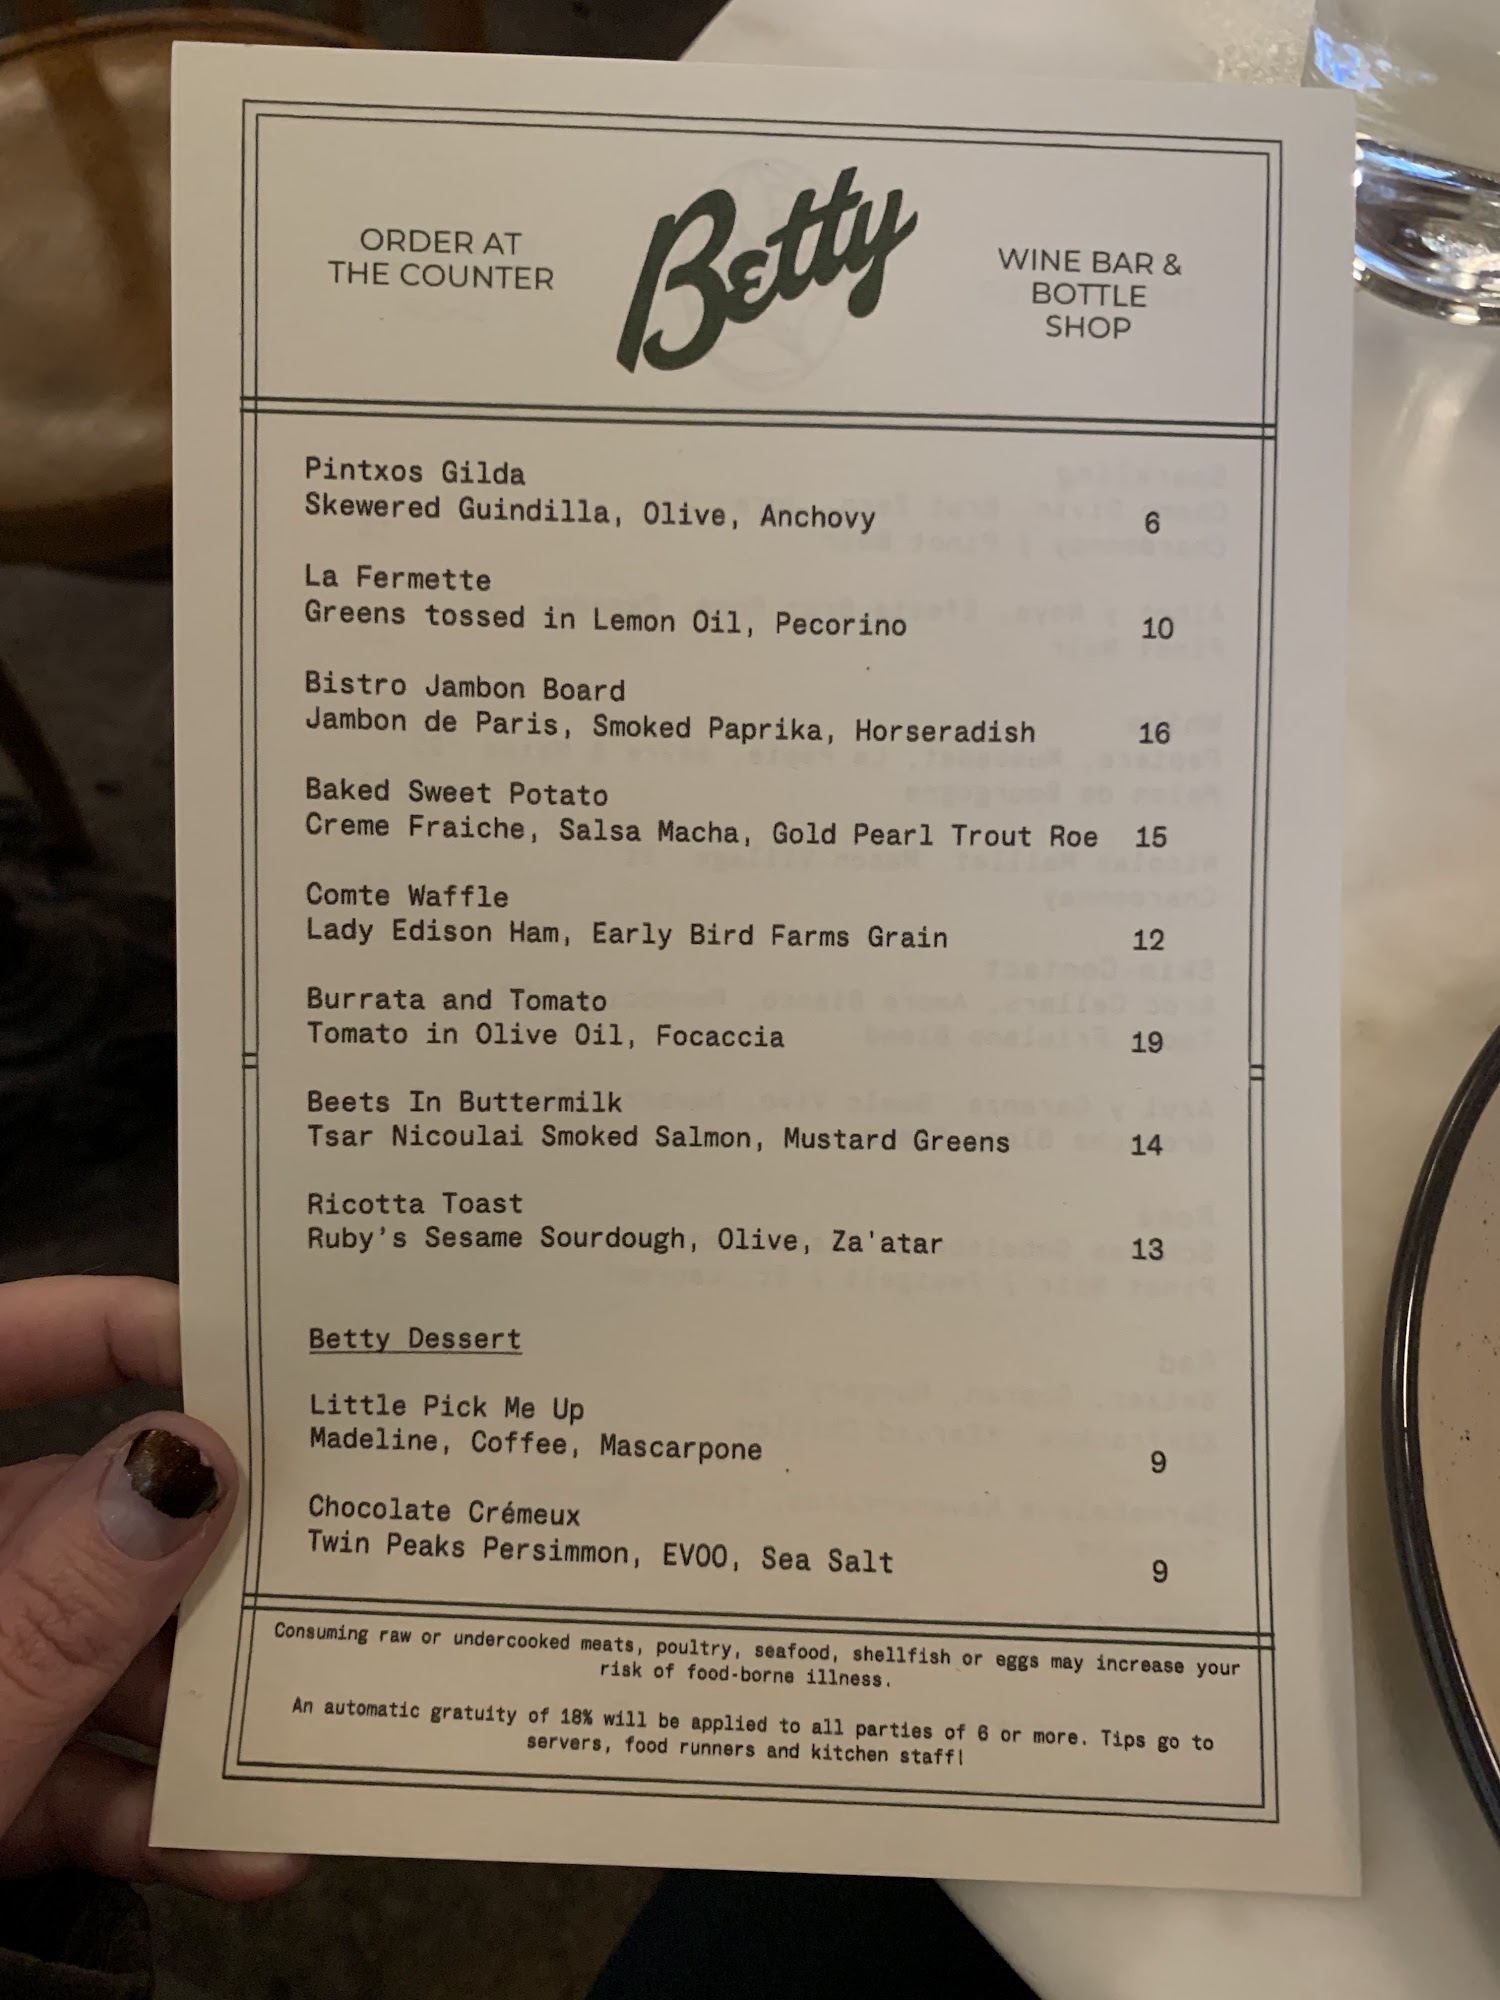 ORDER AT
THE COUNTER
Betty
WINE BAR &
BOTTLE
SHOP
Pintxos Gilda
Skewered Guindilla, Olive, Anchovy 6
La Fermette
Greens tossed in Lemon Oil, Pecorino 10
Bistro Jambon Board
Jambon de Paris, Smoked Paprika, Horseradish 16
Baked Sweet Potato
Creme Fraiche, Salsa Macha, Gold Pearl Trout Roe 15
Comte Waffle
Lady Edison Ham, Early Bird Farms Grain 12
Burrata and Tomato
Tomato in Olive Oil, Focaccia 19
Beets In Buttermilk
Tsar Nicoulai Smoked Salmon, Mustard Greens 14
Ricotta Toast
Ruby's Sesame Sourdough, Olive, Za'atar 13
Betty Dessert
Little Pick Me Up
Madeline, Coffee, Mascarpone 9
Chocolate Crémeux
Twin Peaks Persimmon, EVOO, Sea Salt 9
Consuming raw or undercooked meats, poultry, seafood, shellfish or eggs may increase your
risk of food-borne illness.
An automatic gratuity of 18% will be applied to all parties of 6 or more. Tips go to
servers, food runners and kitchen staff!